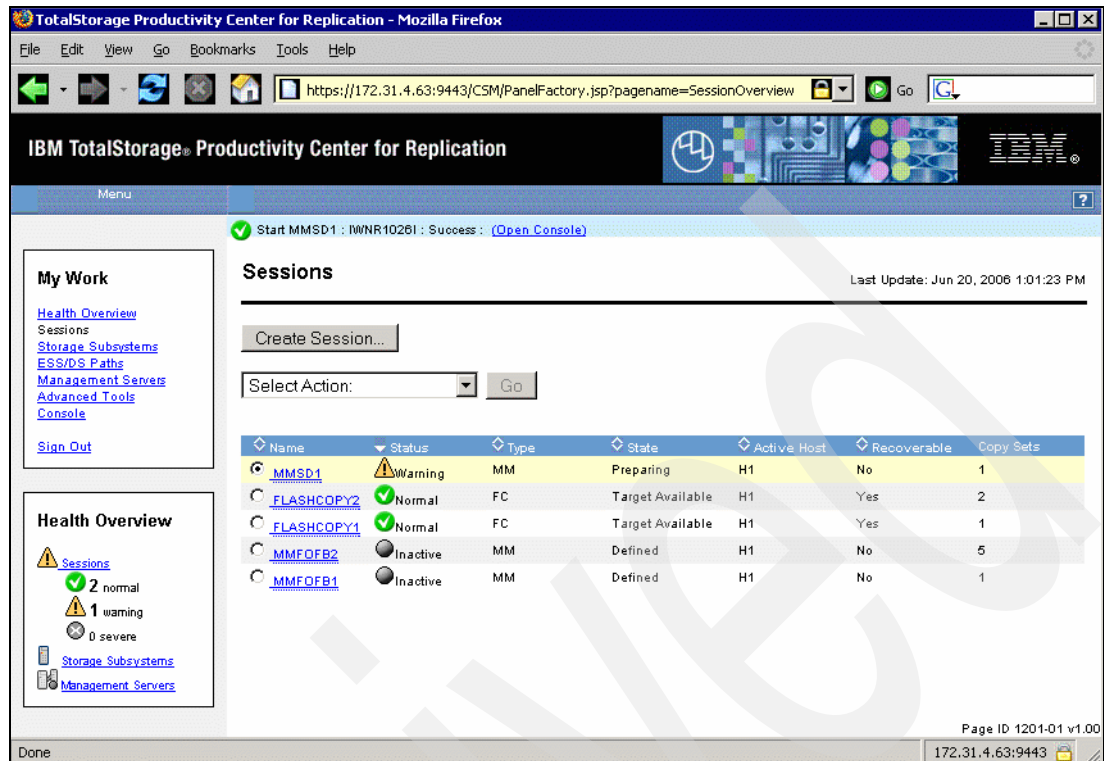 TotalStorage Productivity Center for Replication - Mozilla Firefox
File Edit View Go Bookmarks Tools Help
https://172.31.4.63:9443/CSM/PanelFactory.jsp?pagename=SessionOverview Go G
IBM TotalStorage® Productivity Center for Replication IBM®
Menu ?
Start MMSD1 : IWNR1026I : Success : (Open Console)
My Work
Health Overview
Sessions
Storage Subsystems
ESS/DS Paths
Management Servers
Advanced Tools
Console
Sign Out
Health Overview
Sessions
2 normal
1 warning
0 severe
Storage Subsystems
Management Servers
Sessions
Last Update: Jun 20, 2006 1:01:23 PM
Create Session...
Select Action: Go
Name Status Type State Active Host Recoverable Copy Sets
MMSD1 Warning MM Preparing H1 No 1
FLASHCOPY2 Normal FC Target Available H1 Yes 2
FLASHCOPY1 Normal FC Target Available H1 Yes 1
MMFOFB2 Inactive MM Defined H1 No 5
MMFOFB1 Inactive MM Defined H1 No 1
Page ID 1201-01 v1.00
Done 172.31.4.63:9443